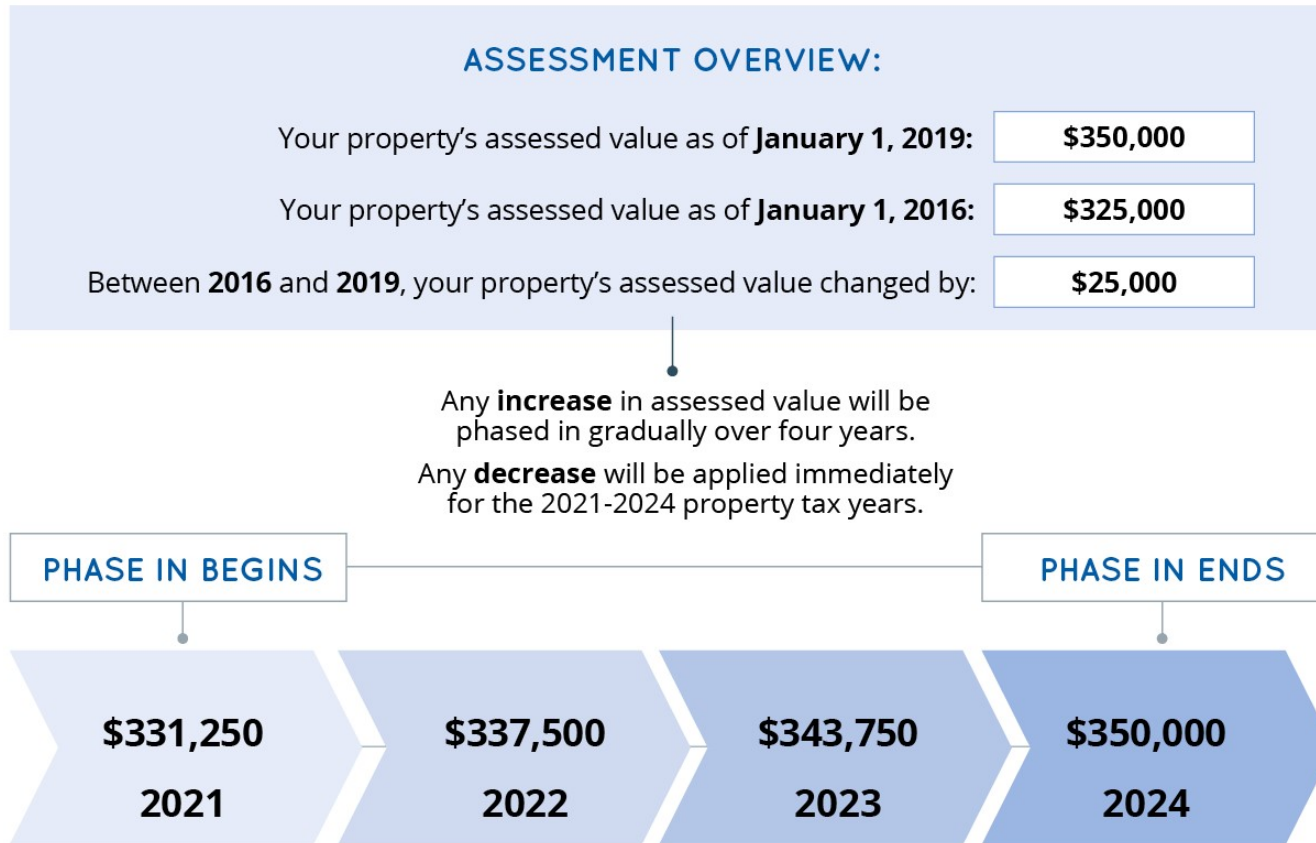 ASSESSMENT OVERVIEW:
Your property’s assessed value as of January 1, 2019: $350,000
Your property’s assessed value as of January 1, 2016: $325,000
Between 2016 and 2019, your property’s assessed value changed by: $25,000
Any increase in assessed value will be
phased in gradually over four years.
Any decrease will be applied immediately
for the 2021-2024 property tax years.
PHASE IN BEGINS PHASE IN ENDS
$331,250 $337,500 $343,750 $350,000
2021 2022 2023 2024